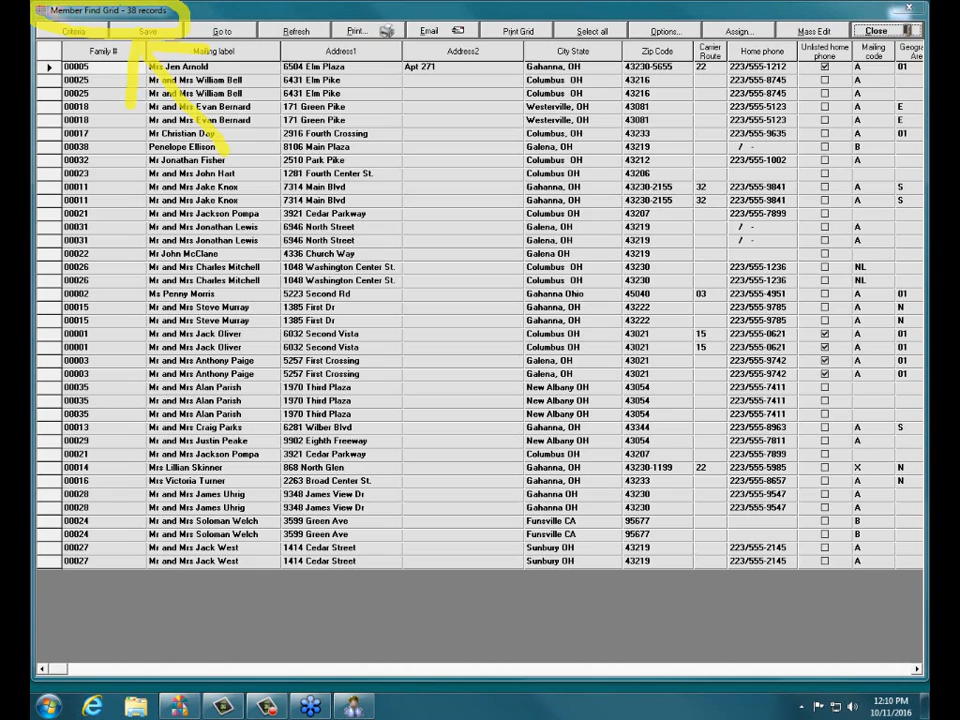 Member Find Grid - 38 records
Criteria Save Go to Refresh Print... Email Print Grid Select all Options... Assign... Mass Edit Close
Family # Mailing label Address1 Address2 City State Zip Code Carrier Route Home phone Unlisted home phone Mailing code Geogra Area
00005 Mrs Jen Arnold 6504 Elm Plaza Apt 271 Gahanna, OH 43230-5655 22 223/555-1212 A 01
00025 Mr and Mrs William Bell 6431 Elm Pike Columbus, OH 43216 223/555-8745 A
00025 Mr and Mrs William Bell 6431 Elm Pike Columbus, OH 43216 223/555-8745 A
00018 Mr and Mrs Evan Bernard 171 Green Pike Westerville, OH 43081 223/555-5123 A E
00018 Mr and Mrs Evan Bernard 171 Green Pike Westerville, OH 43081 223/555-5123 A E
00017 Mr Christian Day 2916 Fourth Crossing Columbus, OH 43233 223/555-9635 A 01
00038 Penelope Ellison 8106 Main Plaza Galena, OH 43219 / - B
00032 Mr Jonathan Fisher 2510 Park Pike Columbus, OH 43212 223/555-1002 A
00023 Mr and Mrs John Hart 1281 Fourth Center St. Columbus, OH 43206
00011 Mr and Mrs Jake Knox 7314 Main Blvd Gahanna, OH 43230-2155 32 223/555-9841 A S
00011 Mr and Mrs Jake Knox 7314 Main Blvd Gahanna, OH 43230-2155 32 223/555-9841 A S
00021 Mr and Mrs Jackson Pompa 3921 Cedar Parkway Columbus OH 43207 223/555-7899
00031 Mr and Mrs Jonathan Lewis 6946 North Street Galena, OH 43219 / - A
00031 Mr and Mrs Jonathan Lewis 6946 North Street Galena, OH 43219 / - A
00022 Mr John McClane 4336 Church Way Galena OH 43219
00026 Mr and Mrs Charles Mitchell 1048 Washington Center St. Columbus OH 43230 223/555-1236 NL
00026 Mr and Mrs Charles Mitchell 1048 Washington Center St. Columbus OH 43230 223/555-1236 NL
00002 Ms Penny Morris 5223 Second Rd Gahanna Ohio 45040 03 223/555-4951 A 01
00015 Mr and Mrs Steve Murray 1385 First Dr Gahanna, OH 43222 223/555-9785 A N
00015 Mr and Mrs Steve Murray 1385 First Dr Gahanna, OH 43222 223/555-9785 A N
00001 Mr and Mrs Jack Oliver 6032 Second Vista Columbus OH 43021 15 223/555-0621 A 01
00001 Mr and Mrs Jack Oliver 6032 Second Vista Columbus OH 43021 15 223/555-0621 A 01
00003 Mr and Mrs Anthony Paige 5257 First Crossing Galena, OH 43021 223/555-9742 A 01
00003 Mr and Mrs Anthony Paige 5257 First Crossing Galena, OH 43021 223/555-9742 A 01
00035 Mr and Mrs Alan Parish 1970 Third Plaza New Albany OH 43054 223/555-7411
00035 Mr and Mrs Alan Parish 1970 Third Plaza New Albany OH 43054 223/555-7411
00035 Mr and Mrs Alan Parish 1970 Third Plaza New Albany OH 43054 223/555-7411
00013 Mr and Mrs Craig Parks 6281 Wilber Blvd Gahanna, OH 43344 223/555-8963 A S
00029 Mr and Mrs Justin Peake 9902 Eighth Freeway New Albany, OH 43054 223/555-7811 A
00021 Mr and Mrs Jackson Pompa 3921 Cedar Parkway Columbus OH 43207 223/555-7899
00014 Mrs Lillian Skinner 868 North Glen Gahanna, OH 43230-1199 22 223/555-5985 X N
00016 Mrs Victoria Turner 2263 Broad Center St. Gahanna, OH 43233 223/555-8657 A N
00028 Mr and Mrs James Uhrig 9348 James View Dr Gahanna OH 43230 223/555-9547 A
00028 Mr and Mrs James Uhrig 9348 James View Dr Gahanna OH 43230 223/555-9547 A
00024 Mr and Mrs Soloman Welch 3599 Green Ave Funsville CA 95677 B
00024 Mr and Mrs Soloman Welch 3599 Green Ave Funsville CA 95677 B
00027 Mr and Mrs Jack West 1414 Cedar Street Sunbury OH 43219 223/555-2145 A
00027 Mr and Mrs Jack West 1414 Cedar Street Sunbury OH 43219 223/555-2145 A
12:10 PM
10/11/2016